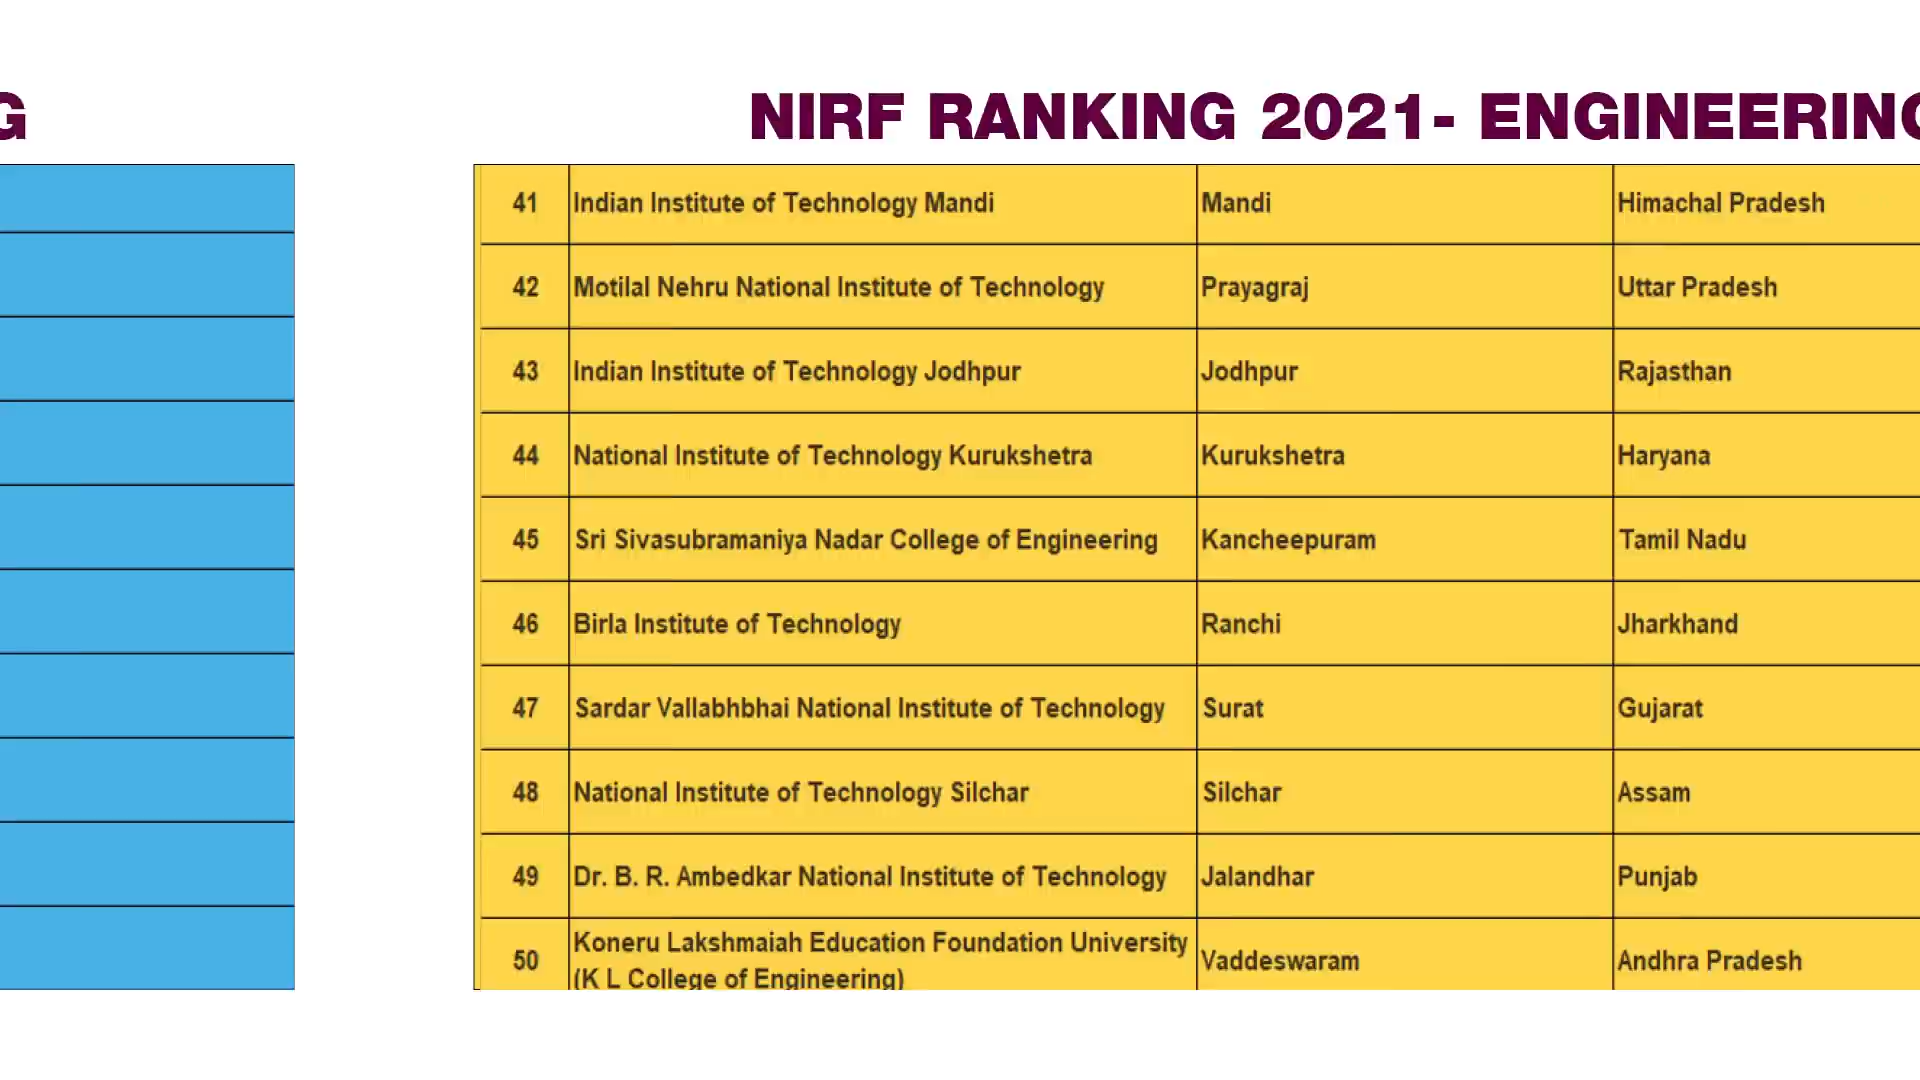 G
NIRF RANKING 2021- ENGINEERING
41 Indian Institute of Technology Mandi Mandi Himachal Pradesh
42 Motilal Nehru National Institute of Technology Prayagraj Uttar Pradesh
43 Indian Institute of Technology Jodhpur Jodhpur Rajasthan
44 National Institute of Technology Kurukshetra Kurukshetra Haryana
45 Sri Sivasubramaniya Nadar College of Engineering Kancheepuram Tamil Nadu
46 Birla Institute of Technology Ranchi Jharkhand
47 Sardar Vallabhbhai National Institute of Technology Surat Gujarat
48 National Institute of Technology Silchar Silchar Assam
49 Dr. B. R. Ambedkar National Institute of Technology Jalandhar Punjab
50 Koneru Lakshmaiah Education Foundation University Vaddeswaram Andhra Pradesh
(K L College of Engineering)